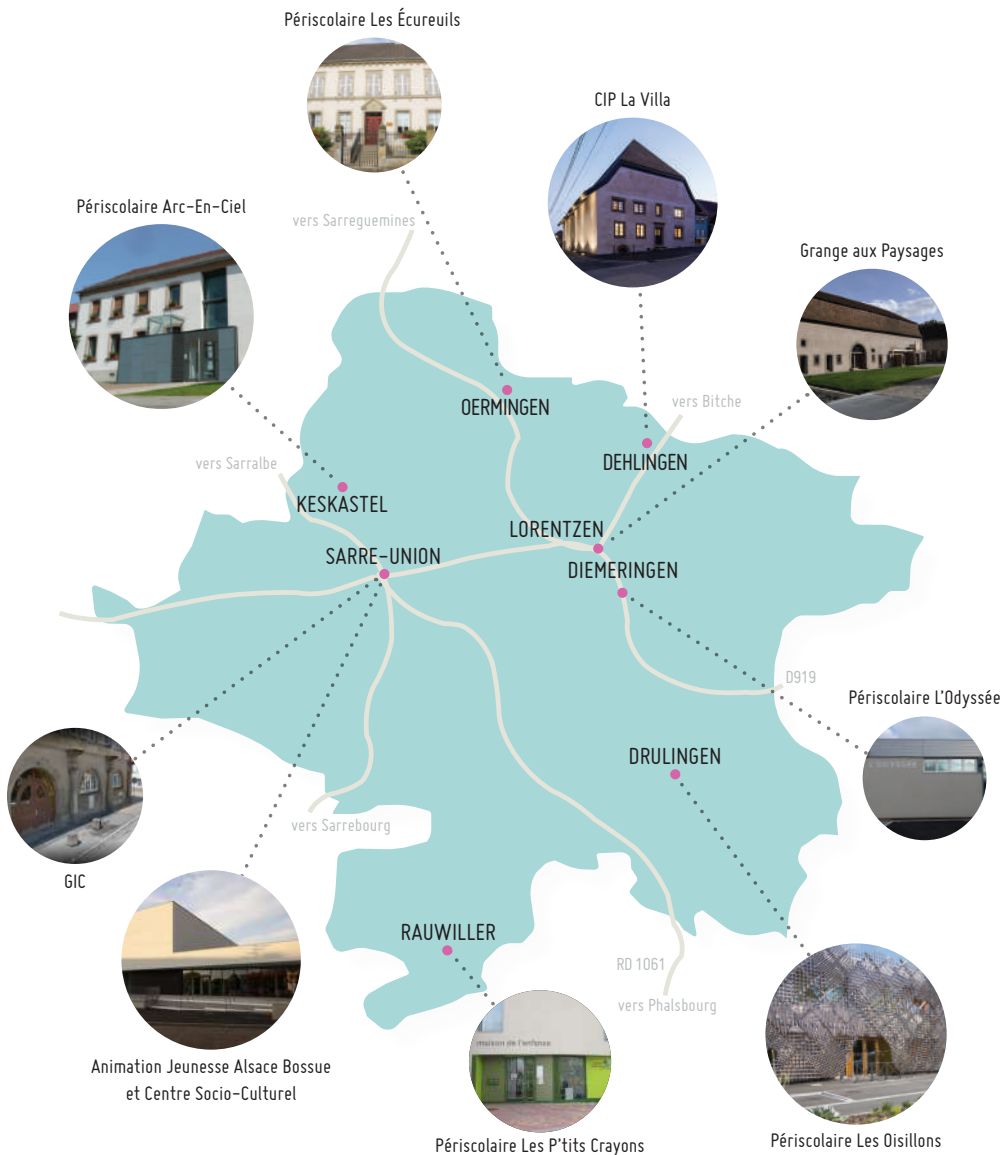 Périscolaire Les Écureuils
CIP La Villa
Périscolaire Arc-En-Ciel
vers Sarreguemines
Grange aux Paysages
OERMINGEN
vers Bitche
DEHLINGEN
vers Sarralbe
KESKASTEL
LORENTZEN
SARRE-UNION
DIEMERINGEN
D919
Périscolaire L'Odyssée
DRULINGEN
L'ODYSSÉE
vers Sarrebourg
GIC
RAUWILLER
RD 1061
vers Phalsbourg
maison de l'enfance
Animation Jeunesse Alsace Bossue
et Centre Socio-Culturel
Périscolaire Les P'tits Crayons
Périscolaire Les Oisillons